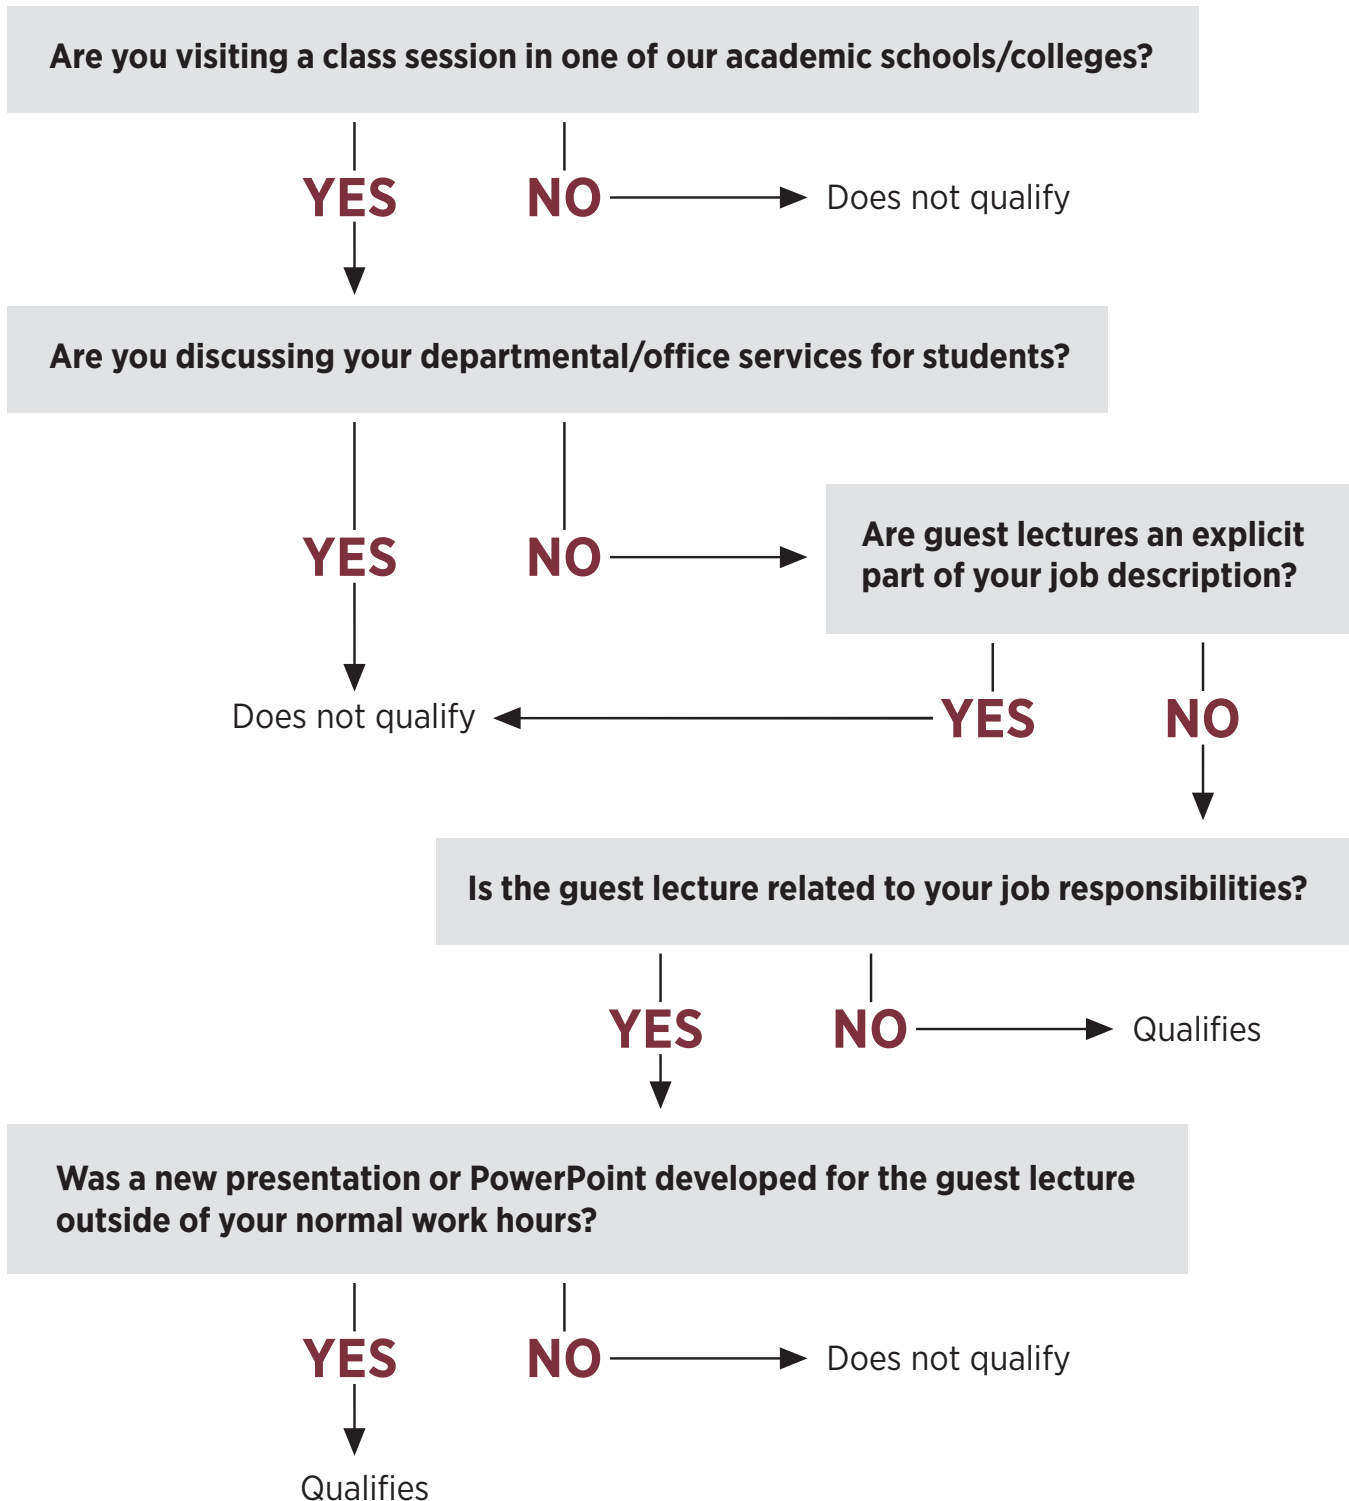 Are you visiting a class session in one of our academic schools/colleges?
YES
NO
Does not qualify
Are you discussing your departmental/office services for students?
YES
NO
Are guest lectures an explicit
part of your job description?
Does not qualify
YES
NO
Is the guest lecture related to your job responsibilities?
YES
NO
Qualifies
Was a new presentation or PowerPoint developed for the guest lecture
outside of your normal work hours?
YES
NO
Does not qualify
Qualifies